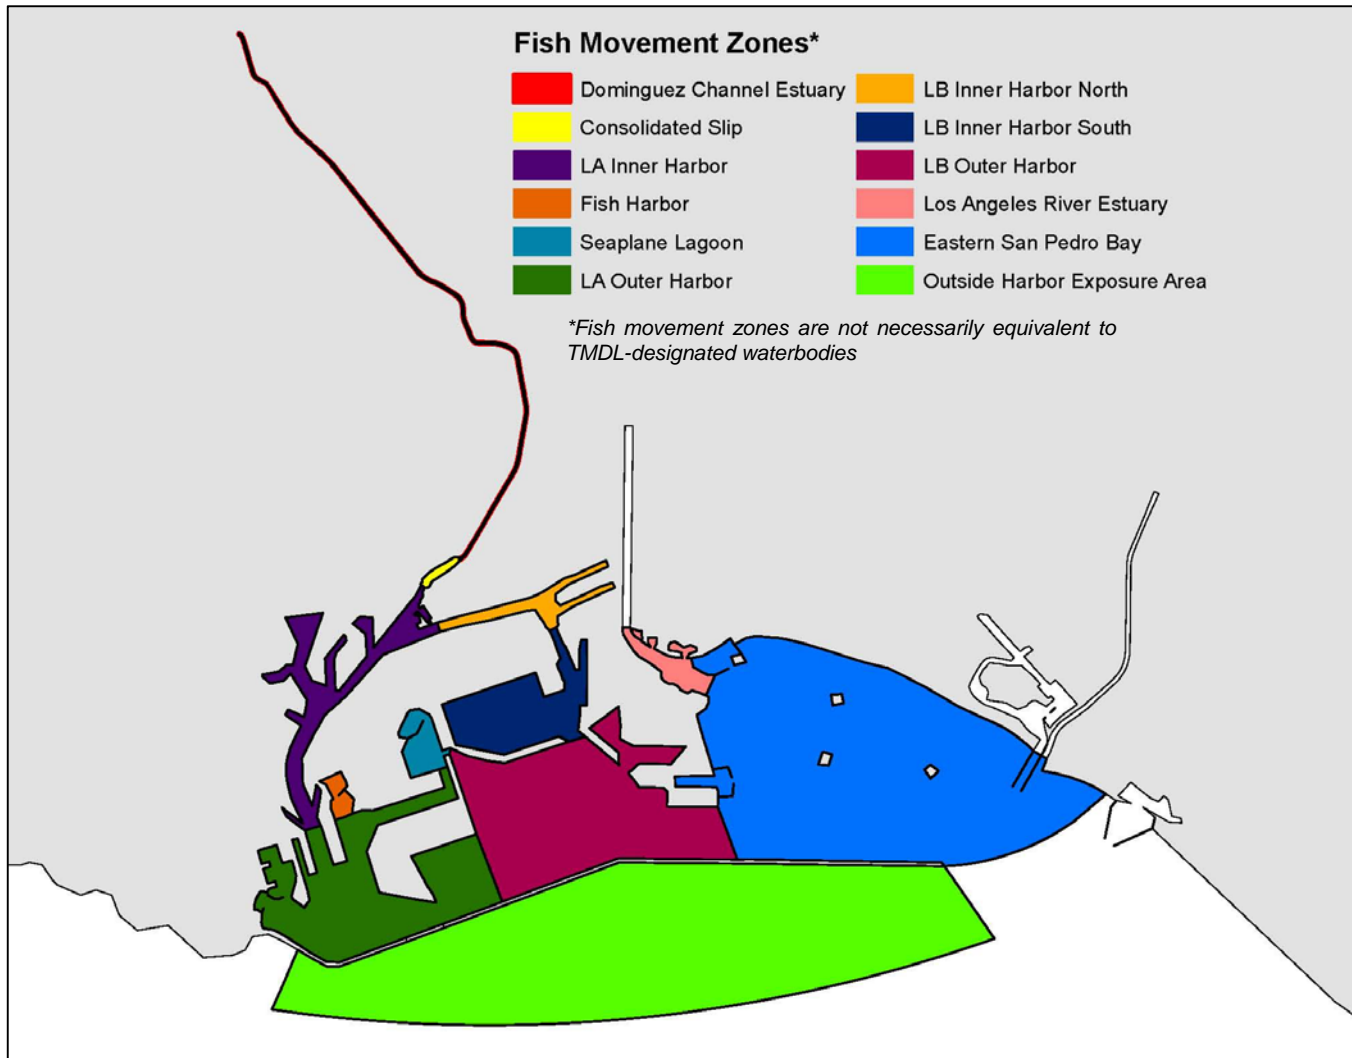 Fish Movement Zones*
Dominguez Channel Estuary
Consolidated Slip
LA Inner Harbor
Fish Harbor
Seaplane Lagoon
LA Outer Harbor
LB Inner Harbor North
LB Inner Harbor South
LB Outer Harbor
Los Angeles River Estuary
Eastern San Pedro Bay
Outside Harbor Exposure Area
*Fish movement zones are not necessarily equivalent to
TMDL-designated waterbodies